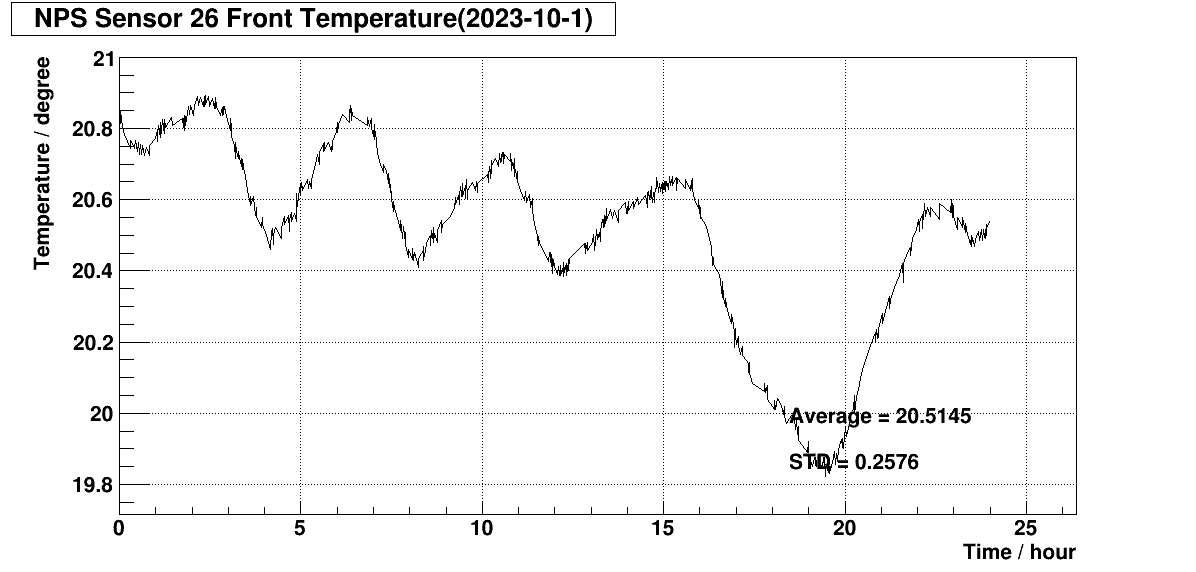 NPS Sensor 26 Front Temperature(2023-10-1)
Temperature / degree
21
20.8
20.6
20.4
20.2
20
19.8
Average = 20.5145
STD = 0.2576
0 5 10 15 20 25
Time / hour